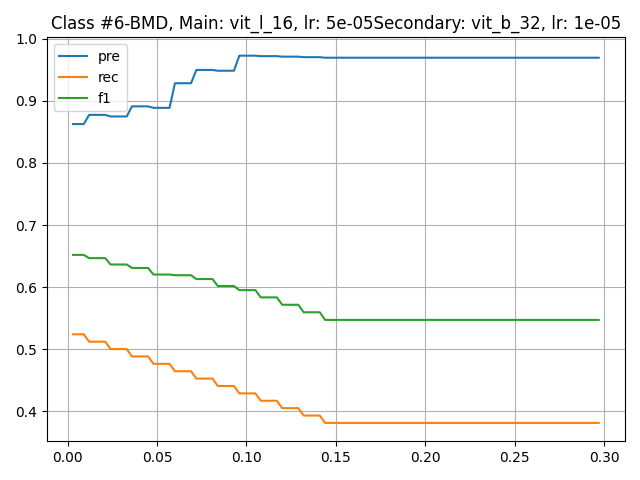 Class #6-BMD, Main: vit_l_16, lr: 5e-05Secondary: vit_b_32, lr: 1e-05
1.0
pre
rec
f1
0.9
0.8
0.7
0.6
0.5
0.4
0.00 0.05 0.10 0.15 0.20 0.25 0.30